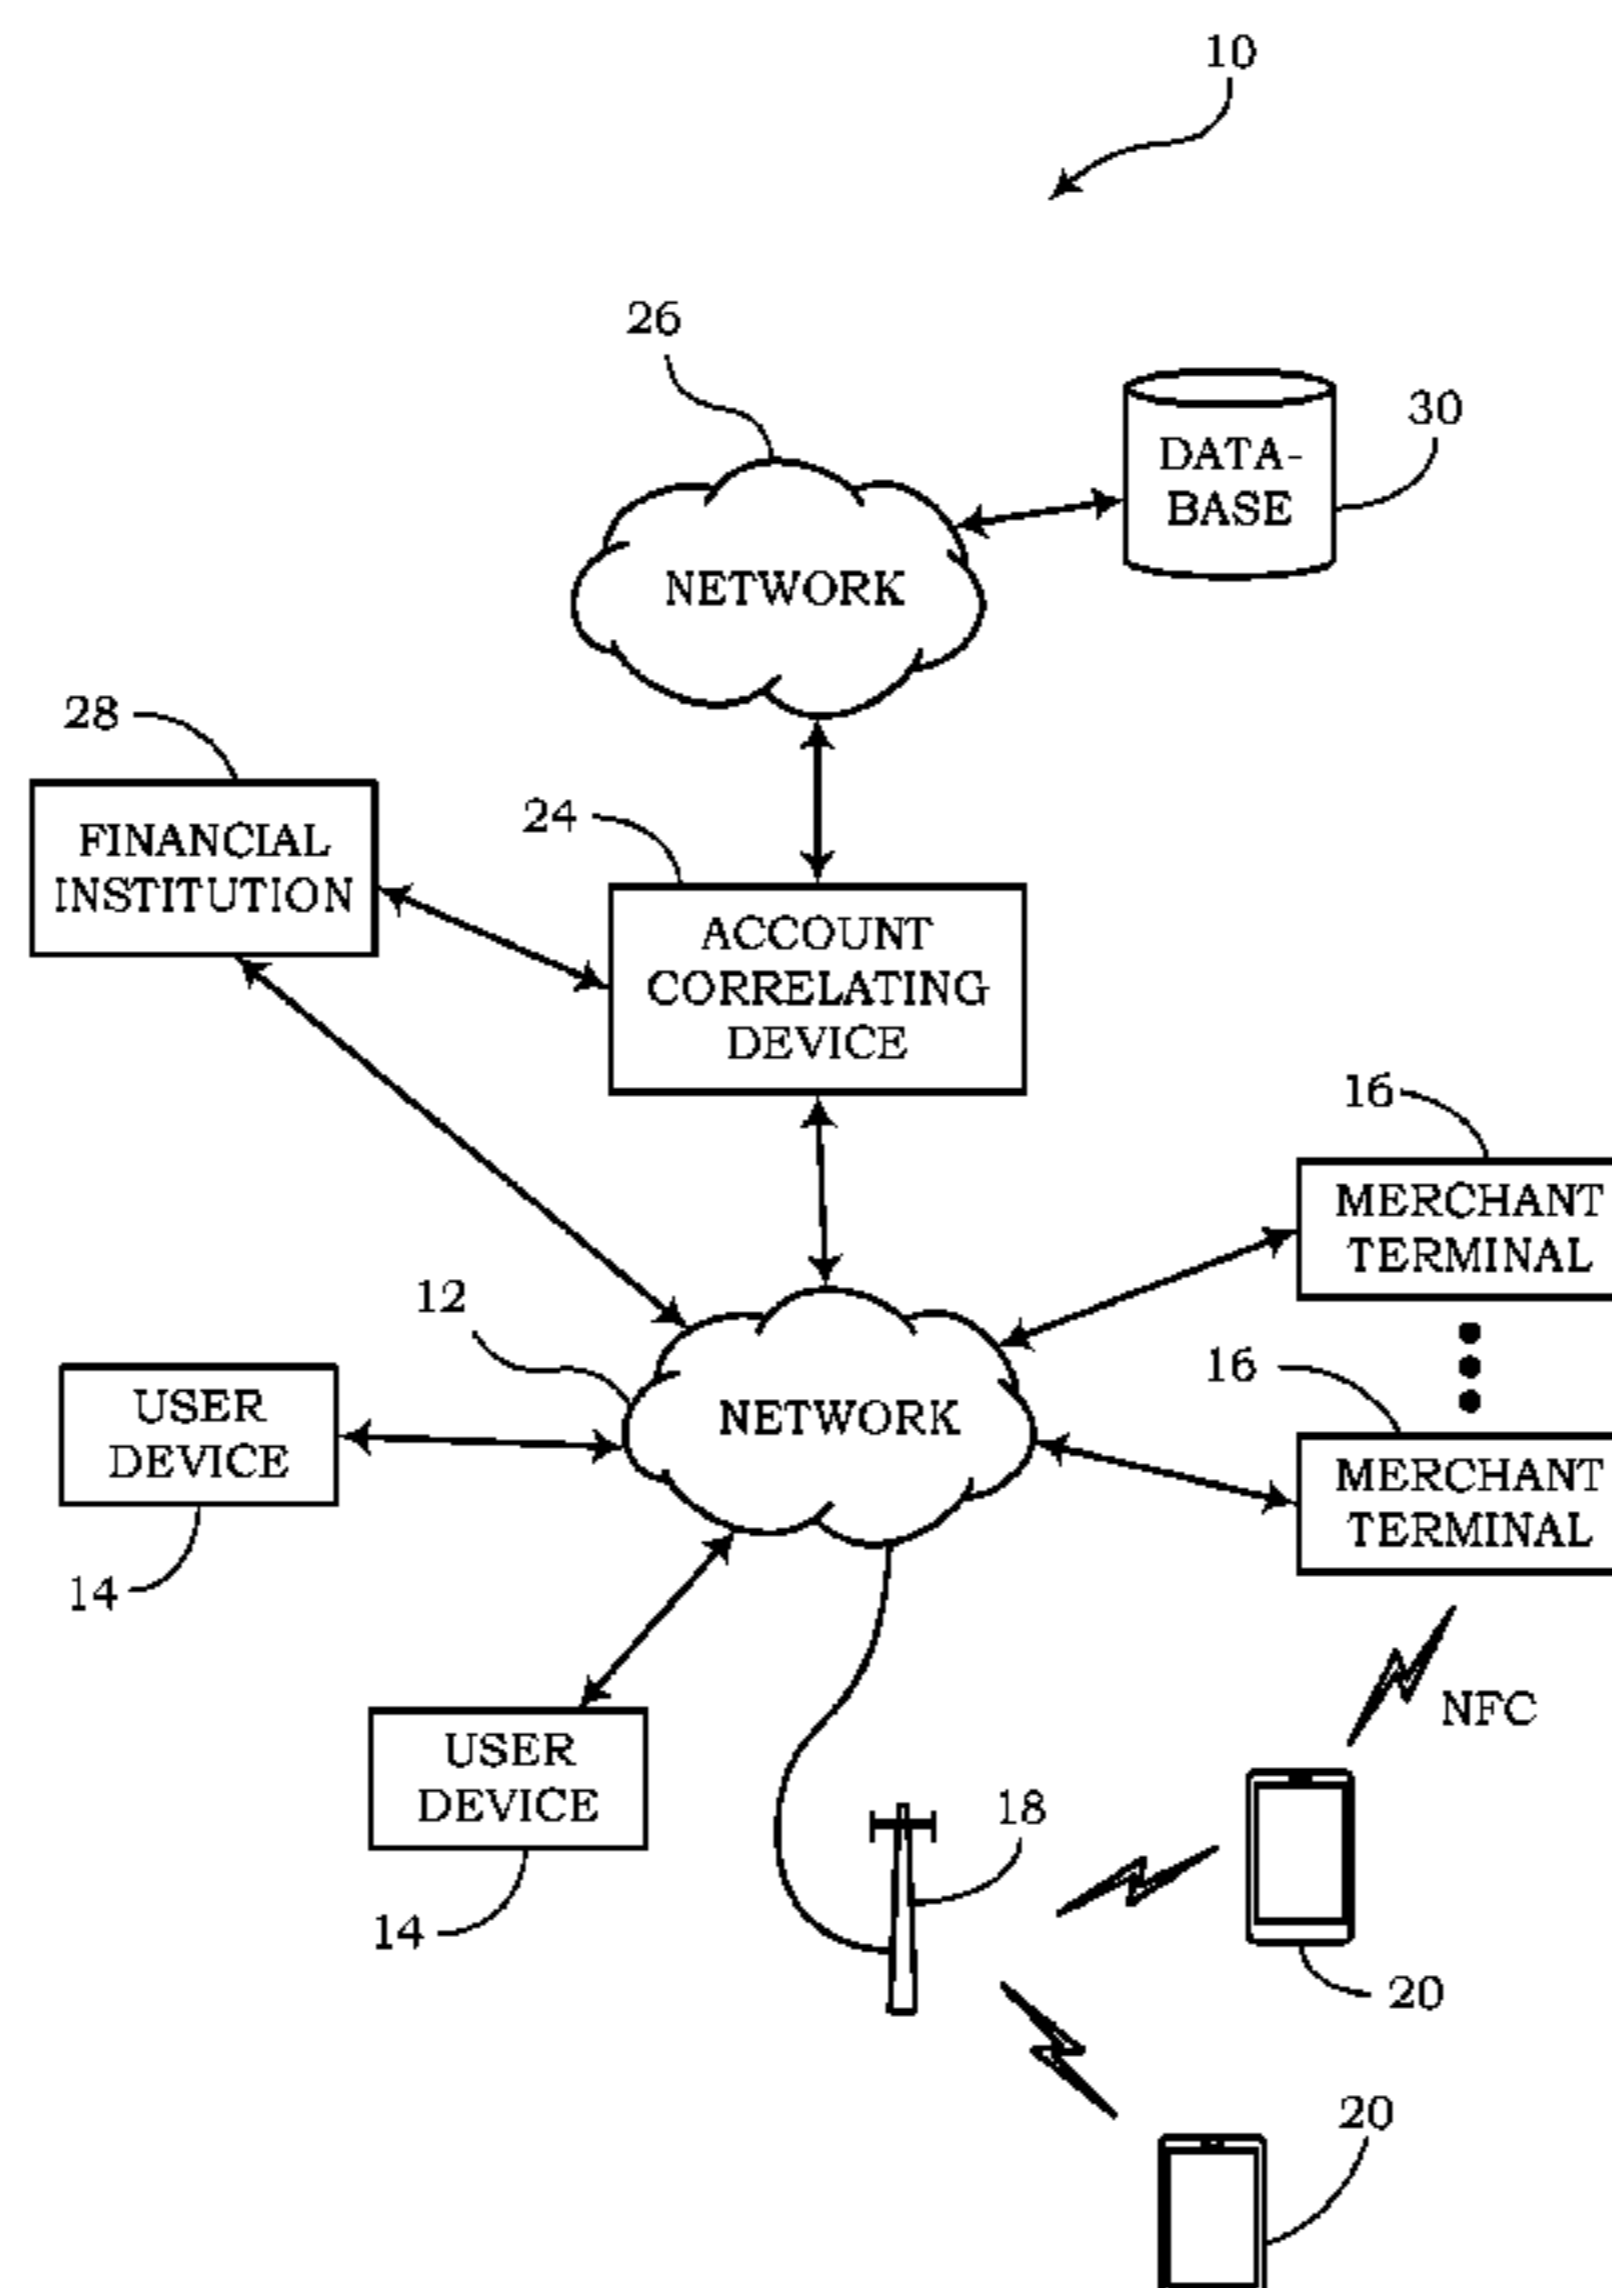 10
26
30
DATA-
BASE
NETWORK
28
24
FINANCIAL
INSTITUTION
ACCOUNT
CORRELATING
DEVICE
16
MERCHANT
TERMINAL
12
16
USER
DEVICE
NETWORK
MERCHANT
TERMINAL
14
NFC
USER
DEVICE
18
14
20
20